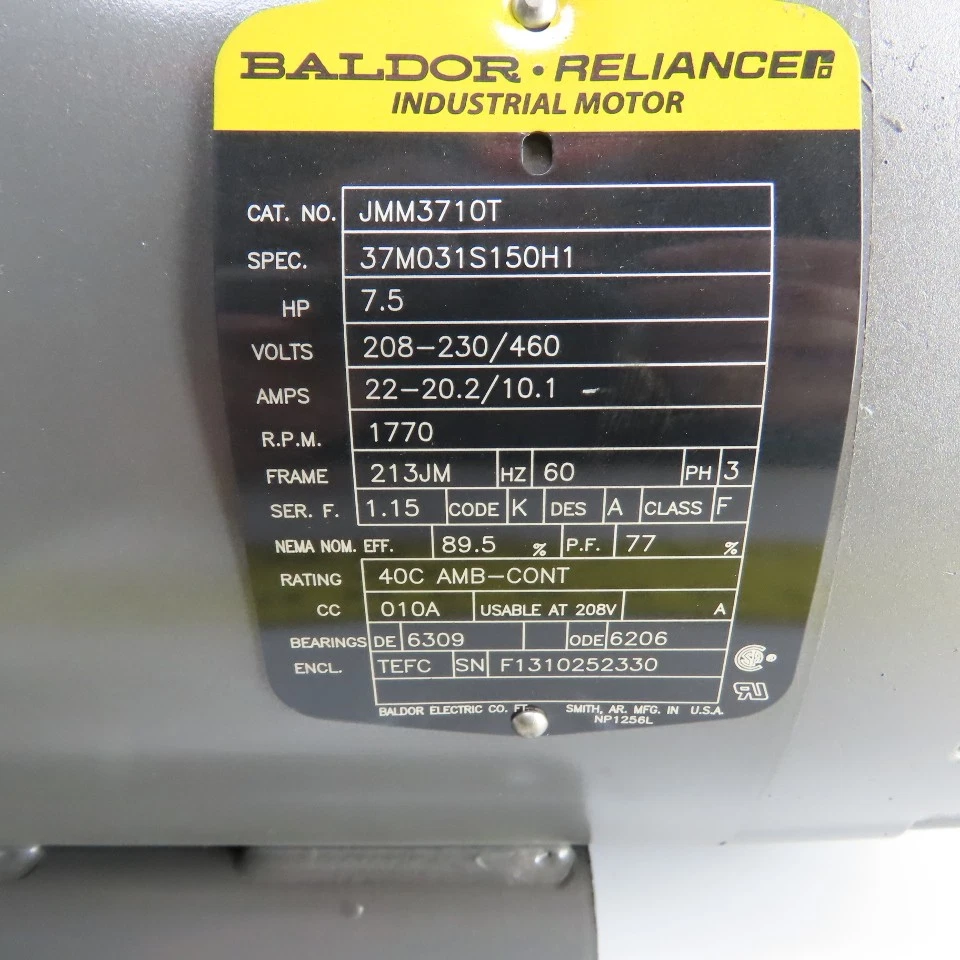 BALDOR · RELIANCE
INDUSTRIAL MOTOR
CAT. NO. JMM3710T
SPEC. 37M031S150H1
HP 7.5
VOLTS 208-230/460
AMPS 22-20.2/10.1 -
R.P.M. 1770
FRAME 213JM HZ 60 PH 3
SER. F. 1.15 CODE K DES A CLASS F
NEMA NOM. EFF. 89.5 % P.F. 77 %
RATING 40C AMB-CONT
CC 010A USABLE AT 208V A
BEARINGS DE 6309 ODE 6206
ENCL. TEFC SN F1310252330
BALDOR ELECTRIC CO. FT. SMITH, AR. MFG. IN U.S.A.
NP1256L